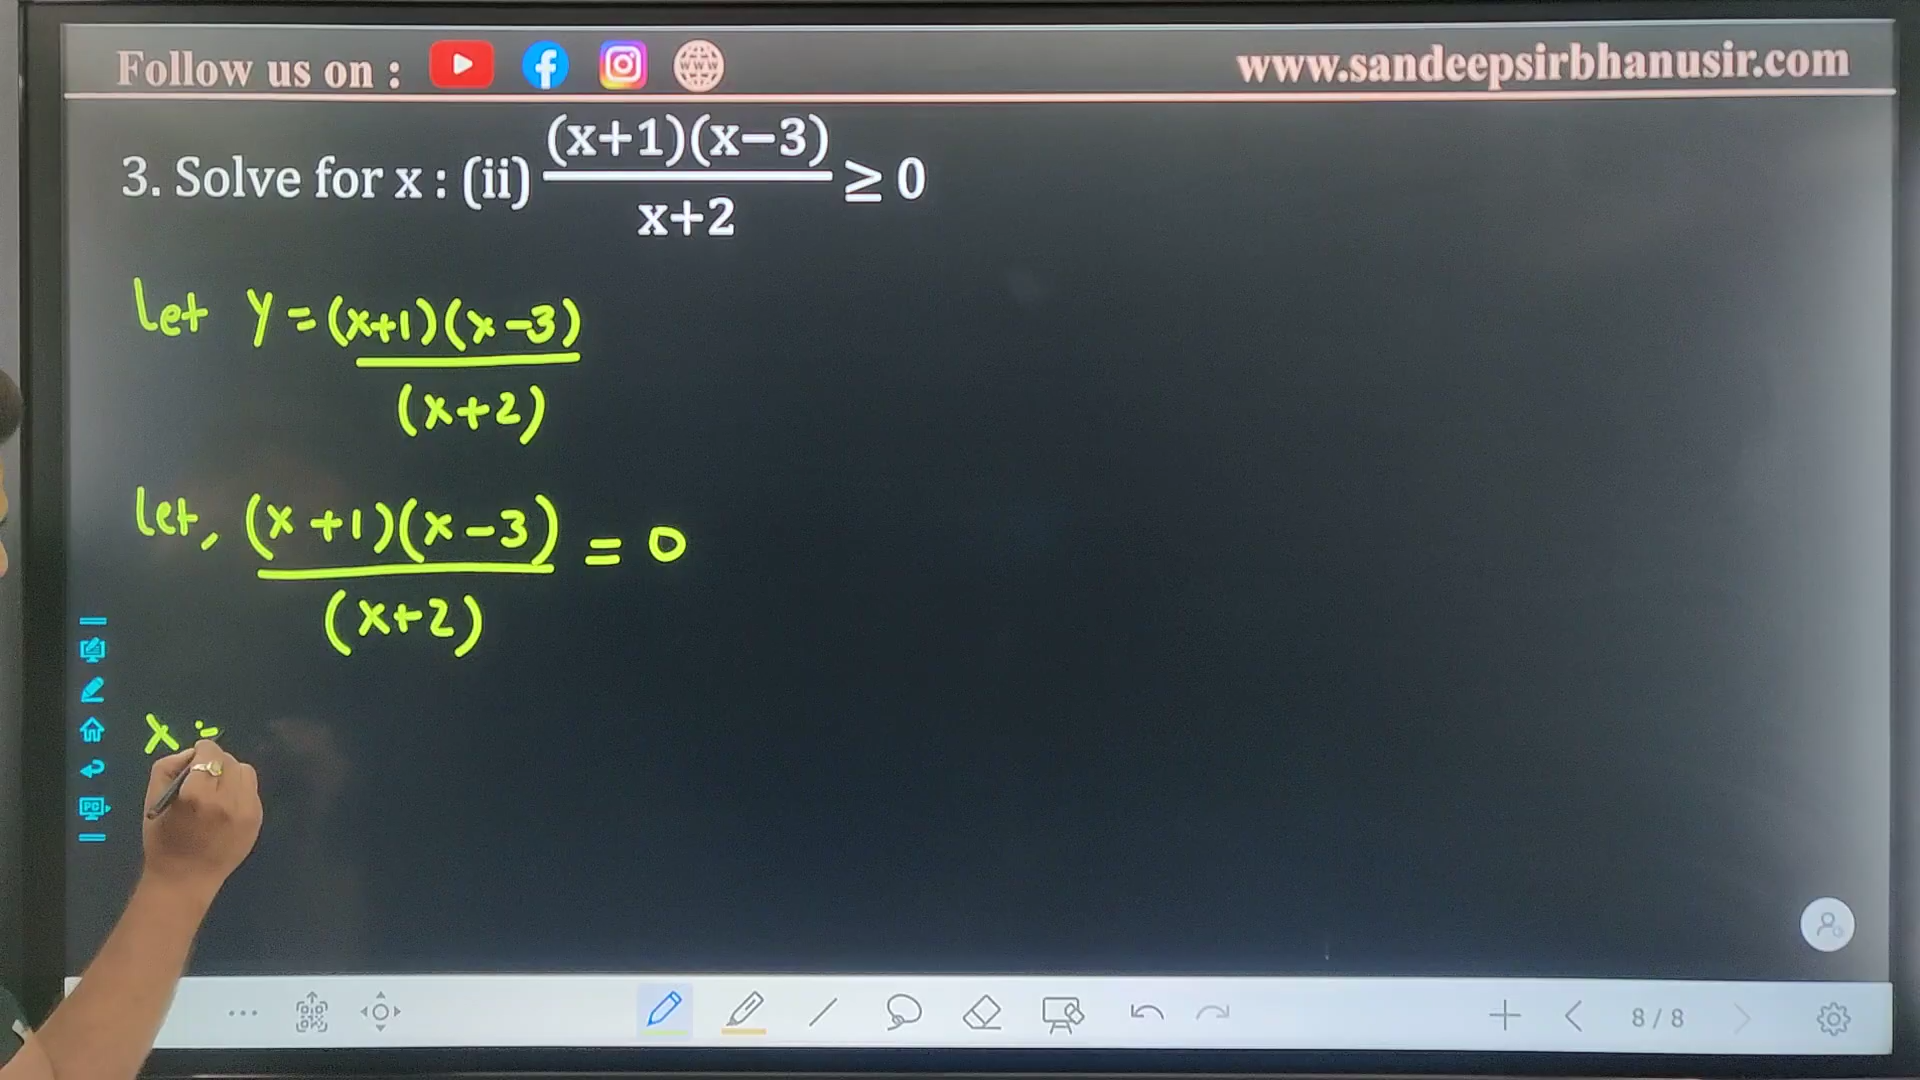 Follow us on : www.sandeepsirbhanusir.com
3. Solve for x : (ii) (x+1)(x−3)
x+2
≥ 0
let y = (x+1)(x-3)
(x+2)
let, (x+1)(x-3)
(x+2)
= 0
x =
PC
8 / 8